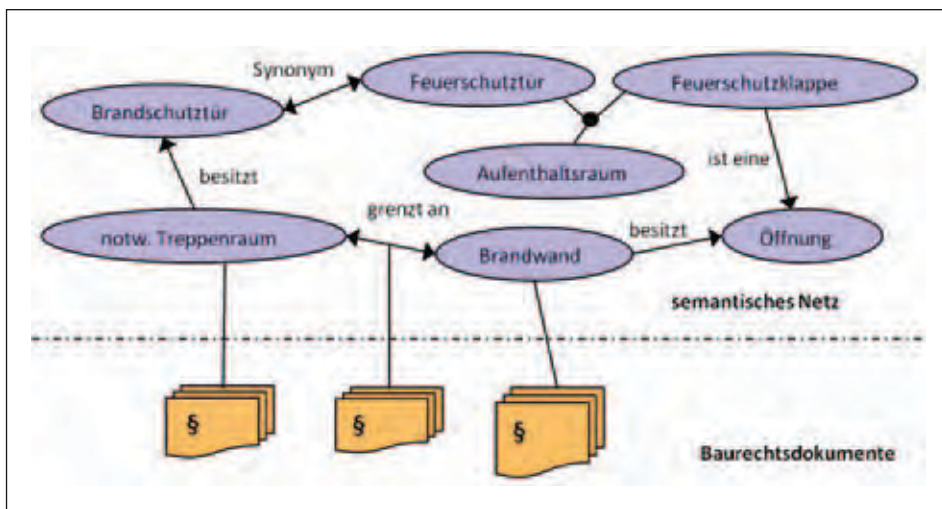 Synonym
Feuerschutztür
Feuerschutzklappe
Brandschutztür
ist eine
Aufenthaltsraum
besitzt
grenzt an
notw. Treppenraum
besitzt
Öffnung
Brandwand
semantisches Netz
§
§
§
Baurechtsdokumente